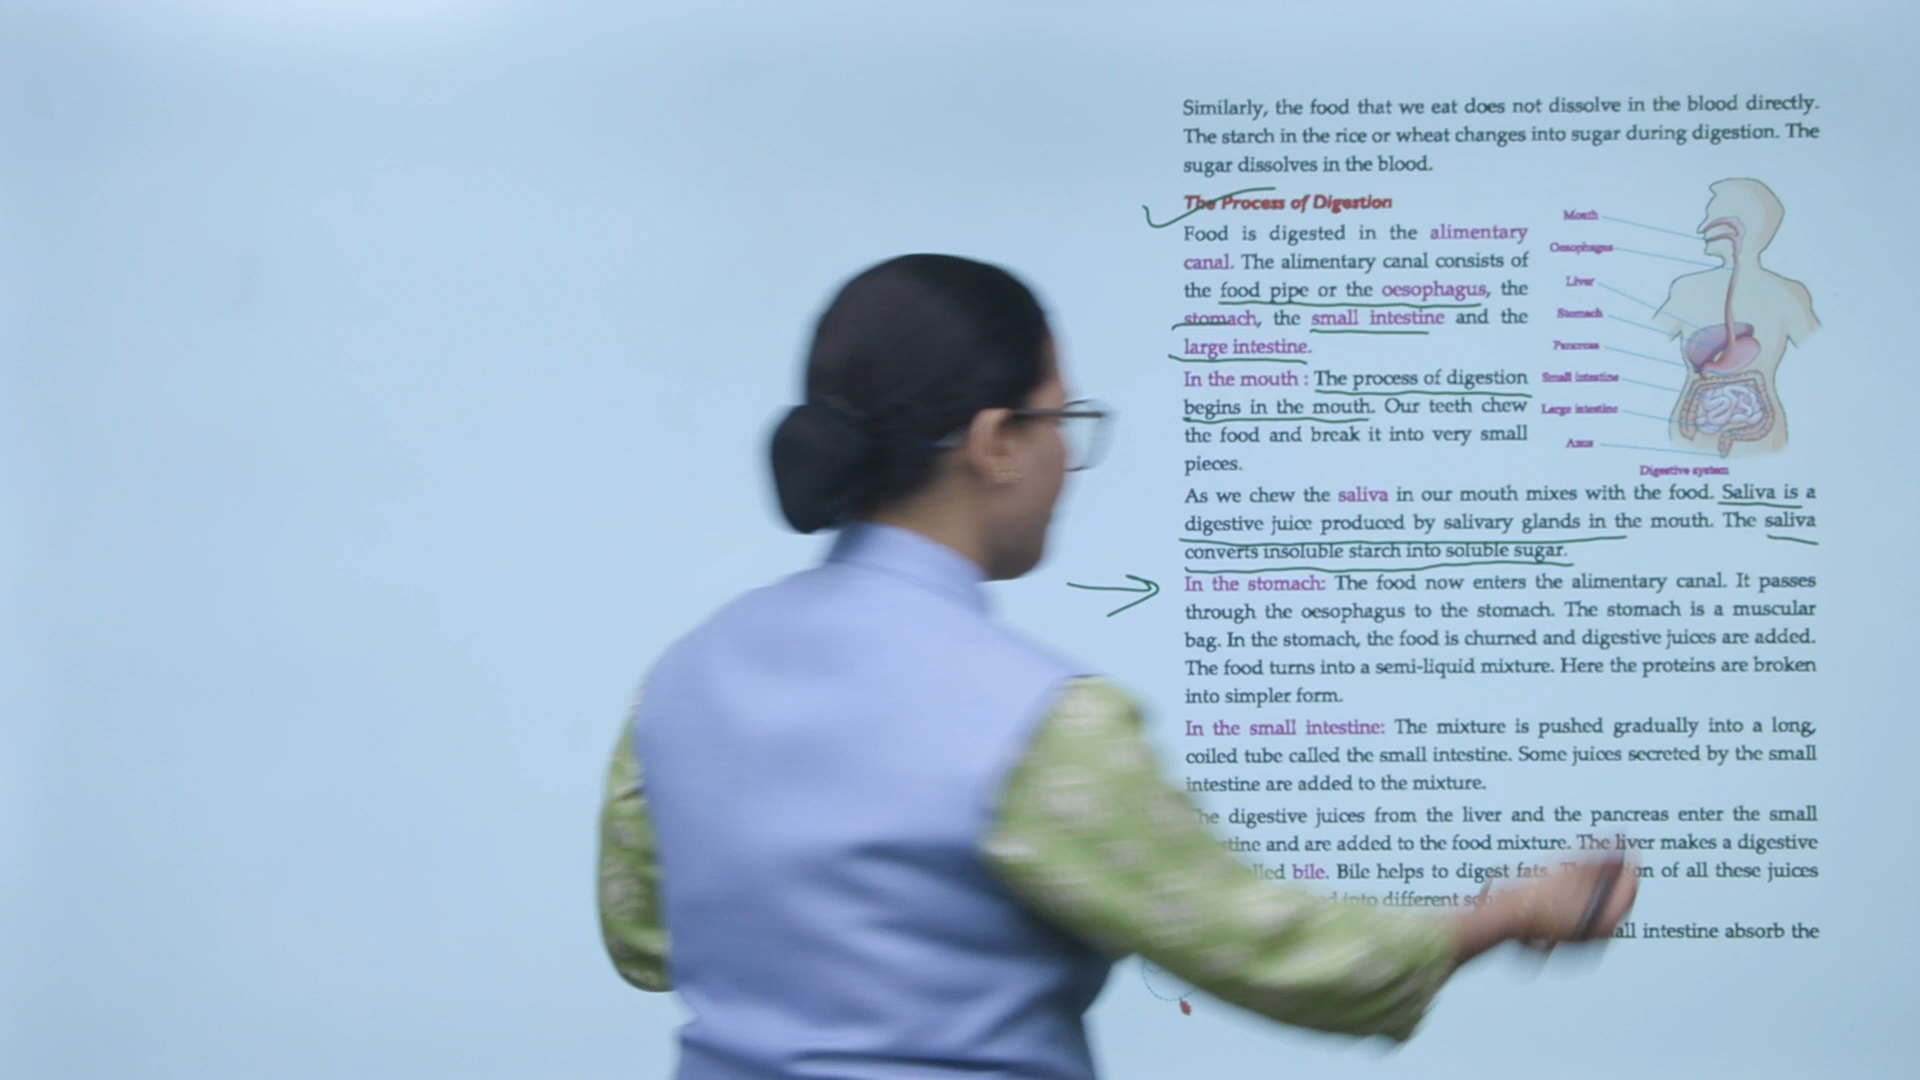 Similarly, the food that we eat does not dissolve in the blood directly.
The starch in the rice or wheat changes into sugar during digestion. The
sugar dissolves in the blood.
The Process of Digestion
Food is digested in the alimentary
canal. The alimentary canal consists of
the food pipe or the oesophagus, the
stomach, the small intestine and the
large intestine.
In the mouth : The process of digestion
begins in the mouth. Our teeth chew
the food and break it into very small
pieces.
Mouth
Oesophagus
Liver
Stomach
Pancreas
Small intestine
Large intestine
Anus
Digestive system
As we chew the saliva in our mouth mixes with the food. Saliva is a
digestive juice produced by salivary glands in the mouth. The saliva
converts insoluble starch into soluble sugar.
In the stomach: The food now enters the alimentary canal. It passes
through the oesophagus to the stomach. The stomach is a muscular
bag. In the stomach, the food is churned and digestive juices are added.
The food turns into a semi-liquid mixture. Here the proteins are broken
into simpler form.
In the small intestine: The mixture is pushed gradually into a long,
coiled tube called the small intestine. Some juices secreted by the small
intestine are added to the mixture.
The digestive juices from the liver and the pancreas enter the small
and are added to the food mixture. The liver makes a digestive
bile. Bile helps to digest fats. of all these juices
into different
intestine absorb the